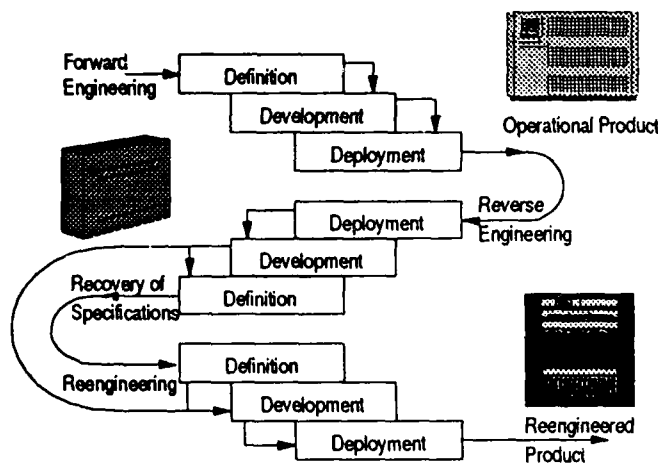 Forward
Engineering
Definition
Development
Deployment
Operational Product
Deployment
Reverse
Engineering
Development
Definition
Recovery of
Specifications
Definition
Reengineering
Development
Deployment
Reengineered
Product